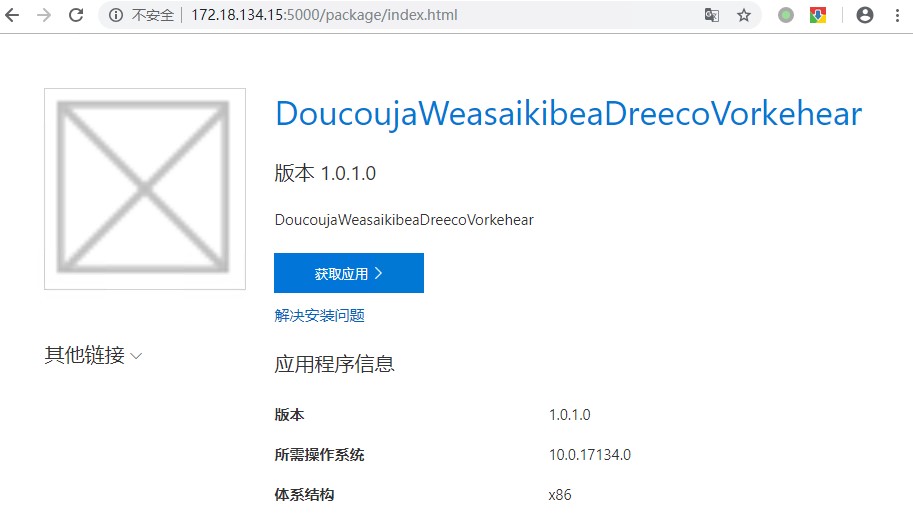 不安全 172.18.134.15:5000/package/index.html
DoucoujaWeasaikibeaDreecoVorkehear
版本 1.0.1.0
DoucoujaWeasaikibeaDreecoVorkehear
获取应用
解决安装问题
其他链接
应用程序信息
版本 1.0.1.0
所需操作系统 10.0.17134.0
体系结构 x86